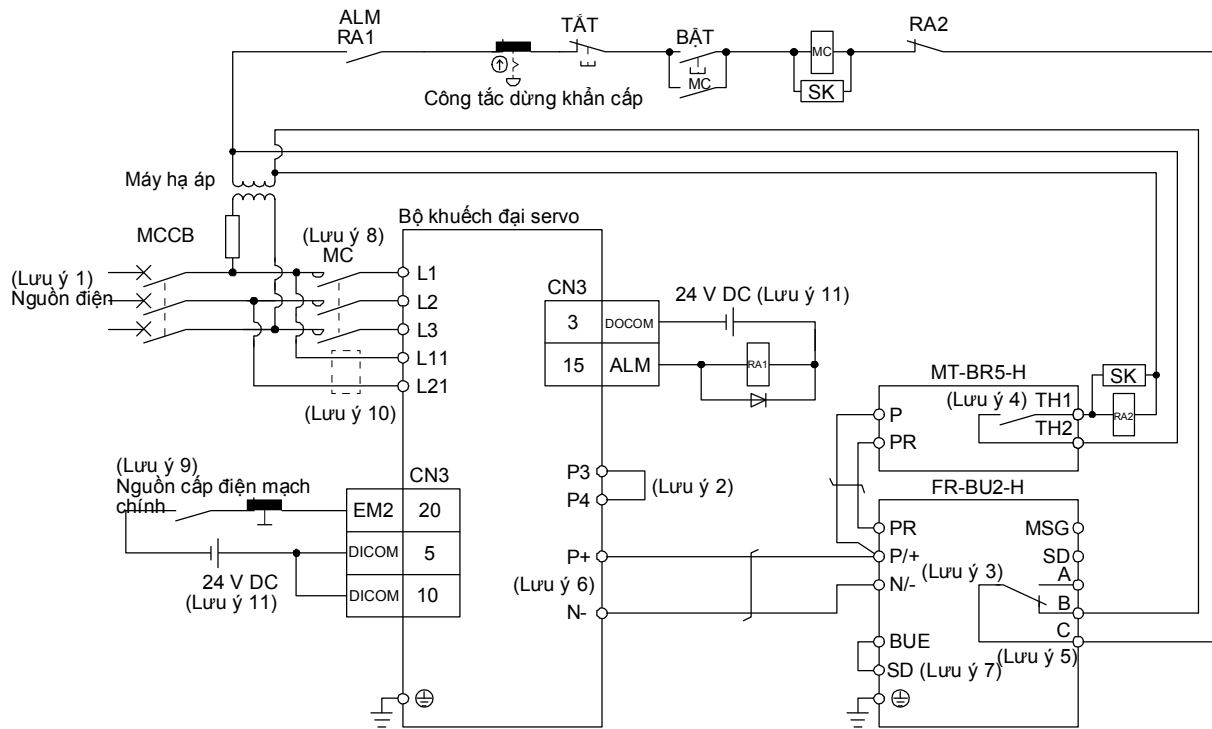 ALM
RA1
TẮT
BẬT
RA2
MC
MC
SK
Công tắc dừng khẩn cấp
Máy hạ áp
MCCB
(Lưu ý 8)
MC
Bộ khuếch đại servo
(Lưu ý 1)
Nguồn điện
L1
L2
L3
L11
L21
(Lưu ý 10)
CN3
3
DOCOM
15
ALM
24 V DC (Lưu ý 11)
RA1
MT-BR5-H
SK
P
PR
(Lưu ý 4)
TH1
TH2
RA2
(Lưu ý 9)
Nguồn cấp điện mạch
chính
CN3
EM2
20
DICOM
5
DICOM
10
24 V DC
(Lưu ý 11)
P3
P4
(Lưu ý 2)
P+
(Lưu ý 6)
N-
FR-BU2-H
PR
P/+
N/-
BUE
SD
(Lưu ý 7)
MSG
SD
(Lưu ý 3)
A
B
C
(Lưu ý 5)